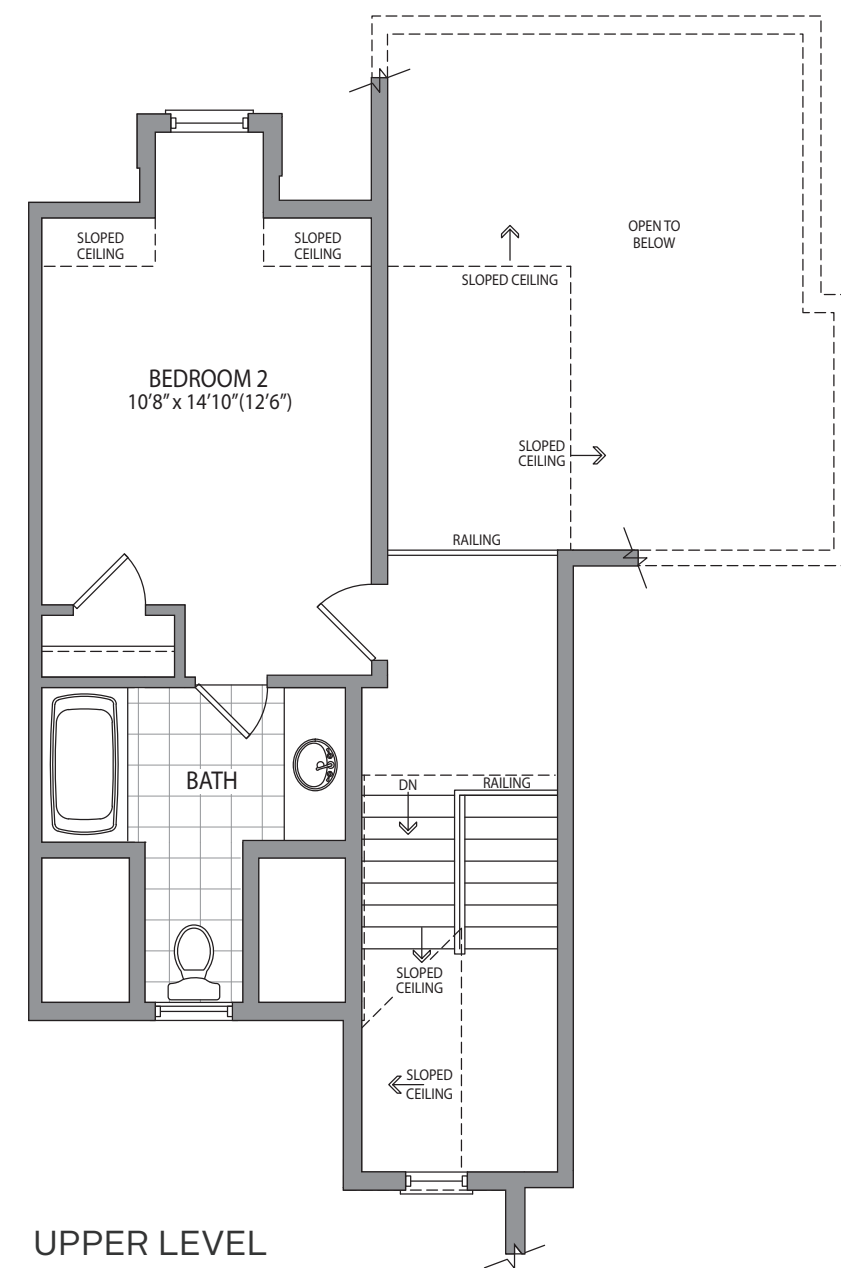 SLOPED
CEILING
SLOPED
CEILING
OPEN TO
BELOW
SLOPED CEILING
BEDROOM 2
10'8” x 14'10”(12'6”)
SLOPED
CEILING
RAILING
BATH
DN
RAILING
SLOPED
CEILING
SLOPED
CEILING
UPPER LEVEL